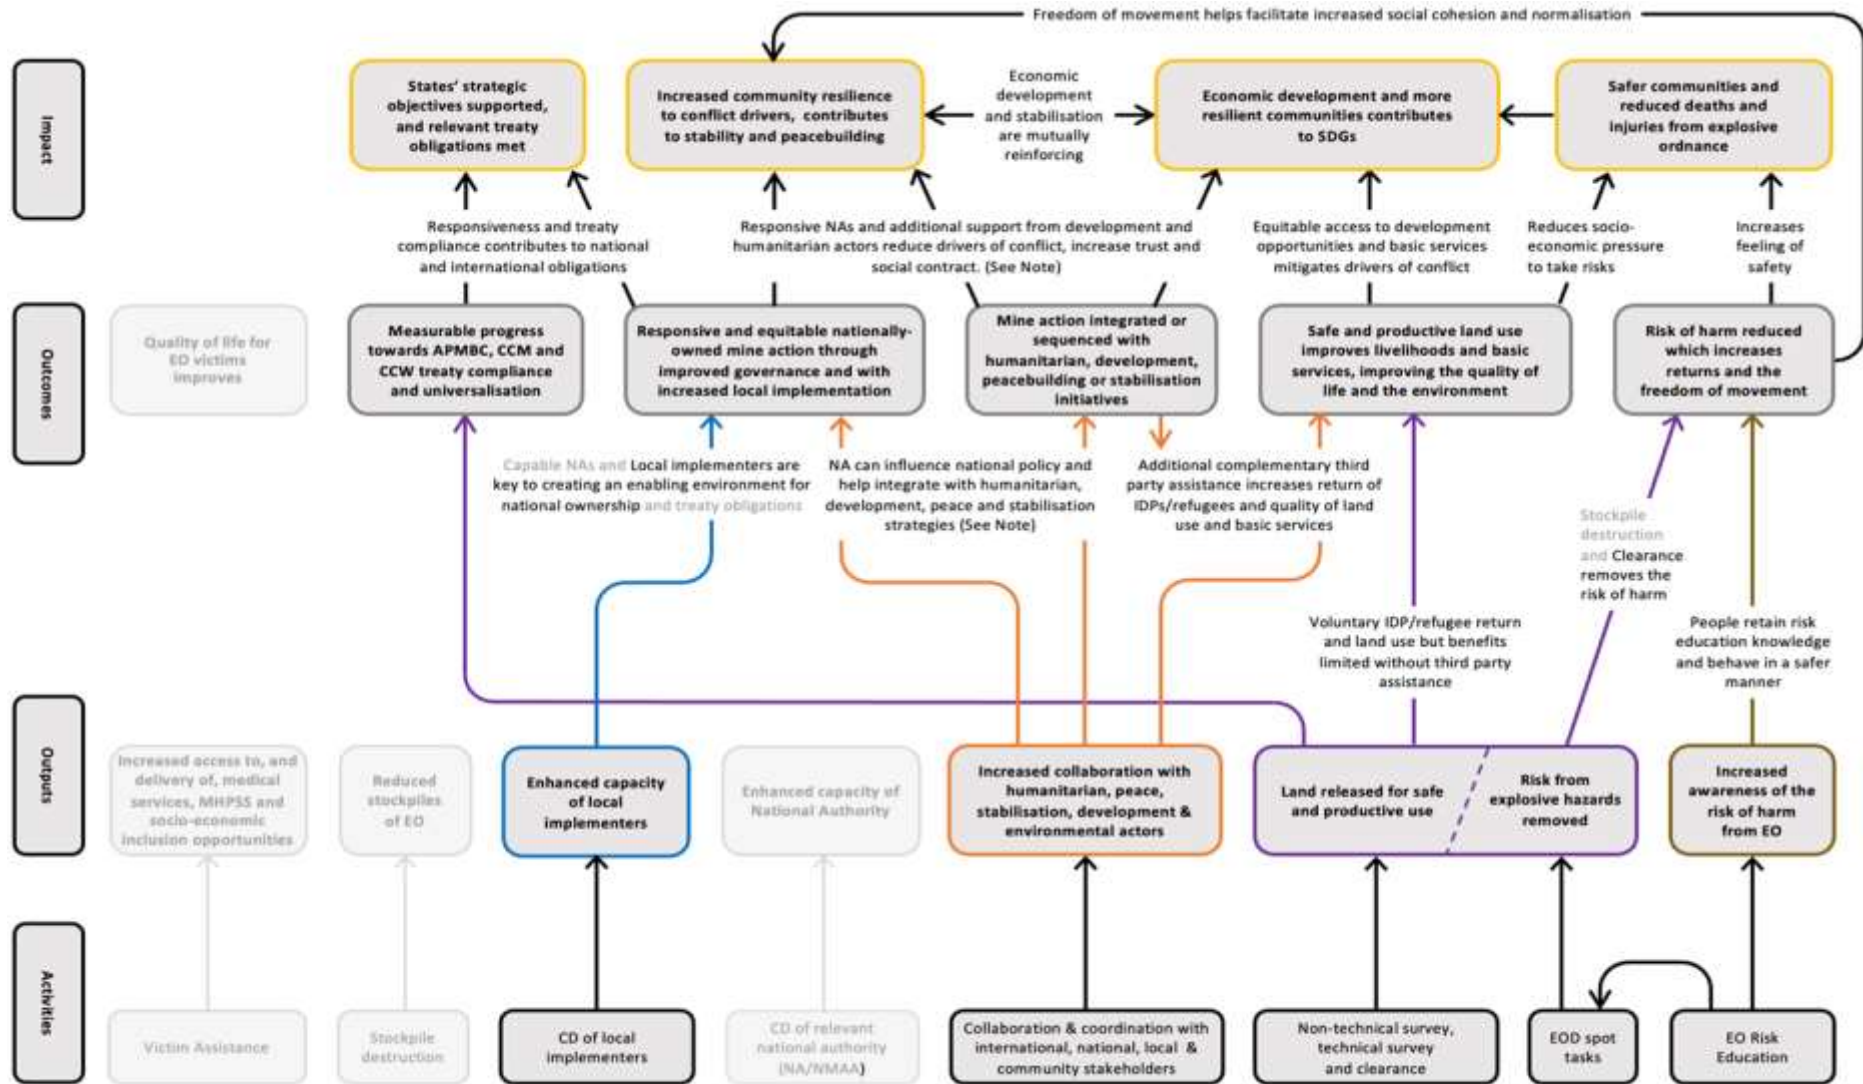 Freedom of movement helps facilitate increased social cohesion and normalisation
Impact
States' strategic
objectives supported,
and relevant treaty
obligations met
Increased community resilience
to conflict drivers, contributes
to stability and peacebuilding
Economic
development
and stabilisation
are mutually
reinforcing
Economic development and more
resilient communities contributes
to SDGs
Safer communities and
reduced deaths and
injuries from explosive
ordnance
Responsiveness and treaty
compliance contributes to national
and international obligations
Responsive NAs and additional support from development and
humanitarian actors reduce drivers of conflict, increase trust and
social contract. (See Note)
Equitable access to development
opportunities and basic services
mitigates drivers of conflict
Reduces socio-
economic pressure
to take risks
Increases
feeling of
safety
Outcomes
Quality of life for
EO victims
improves
Measurable progress
towards APMBC, CCM and
CCW treaty compliance
and universalisation
Responsive and equitable nationally-
owned mine action through
improved governance and with
increased local implementation
Mine action integrated or
sequenced with
humanitarian, development,
peacebuilding or stabilisation
initiatives
Safe and productive land use
improves livelihoods and basic
services, improving the quality of
life and the environment
Risk of harm reduced
which increases
returns and the
freedom of movement
Capable NAs and Local implementers are
key to creating an enabling environment for
national ownership and treaty obligations
NA can influence national policy and
help integrate with humanitarian,
development, peace and stabilisation
strategies (See Note)
Additional complementary third
party assistance increases return of
IDPs/refugees and quality of land
use and basic services
Stockpile
destruction
and Clearance
removes the
risk of harm
Voluntary IDP/refugee return
and land use but benefits
limited without third party
assistance
People retain risk
education knowledge
and behave in a safer
manner
Outputs
Increased access to, and
delivery of, medical
services, MHPSS and
socio-economic
inclusion opportunities
Reduced
stockpiles
of EO
Enhanced capacity
of local
implementers
Enhanced capacity of
National Authority
Increased collaboration with
humanitarian, peace,
stabilisation, development &
environmental actors
Land released for safe
and productive use
Risk from
explosive hazards
removed
Increased
awareness of the
risk of harm
from EO
Activities
Victim Assistance
Stockpile
destruction
CD of local
implementers
CD of relevant
national authority
(NA/NMAA)
Collaboration & coordination with
international, national, local &
community stakeholders
Non-technical survey,
technical survey
and clearance
EOD spot
tasks
EO Risk
Education